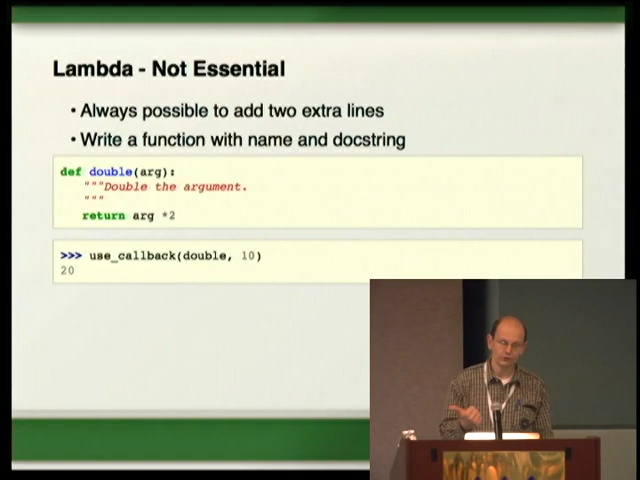 Lambda - Not Essential
• Always possible to add two extra lines
• Write a function with name and docstring
def double(arg):
"""Double the argument.
"""
return arg *2
>>> use_callback(double, 10)
20